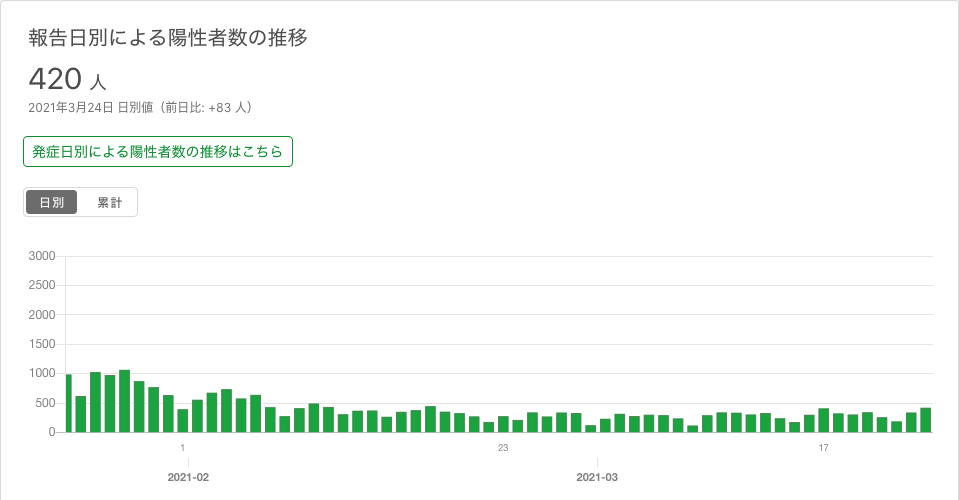 報告日別による陽性者数の推移
420 人
2021年3月24日 日別値（前日比: +83 人）
発症日別による陽性者数の推移はこちら
日別 累計
3000
2500
2000
1500
1000
500
0
1 23 17
2021-02 2021-03